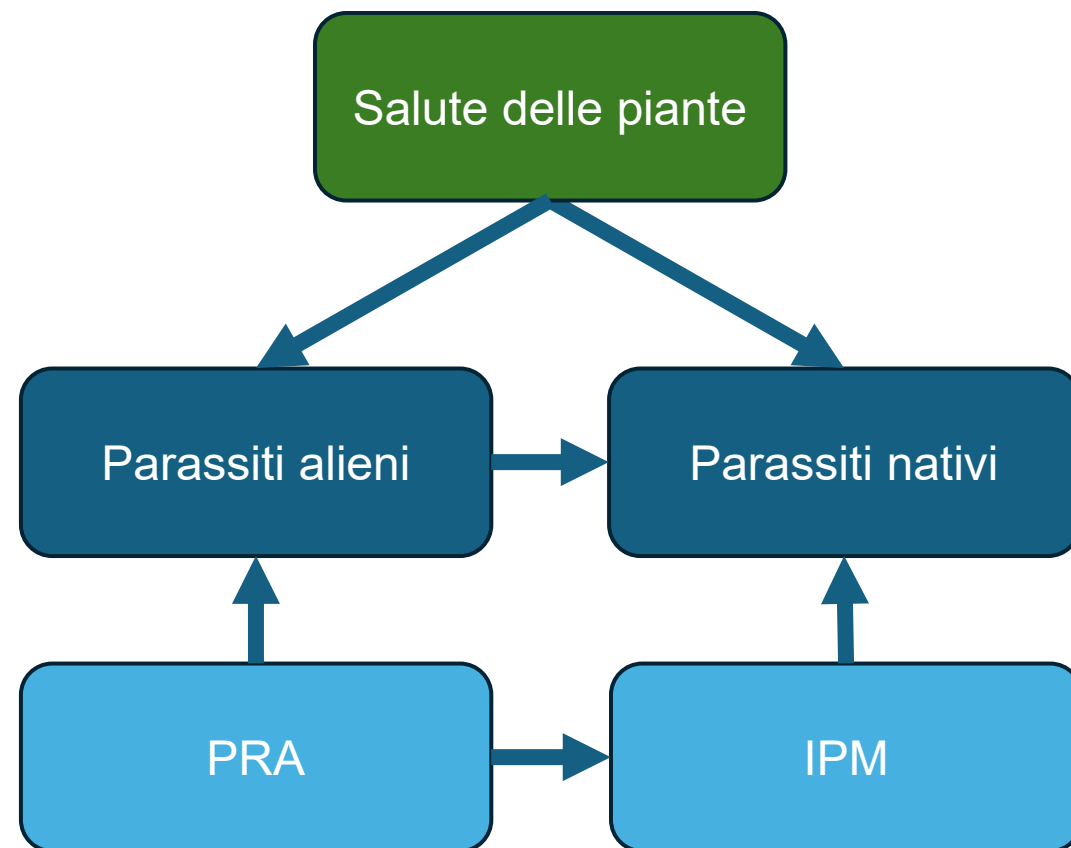 Salute delle piante
Parassiti alieni
Parassiti nativi
PRA
IPM